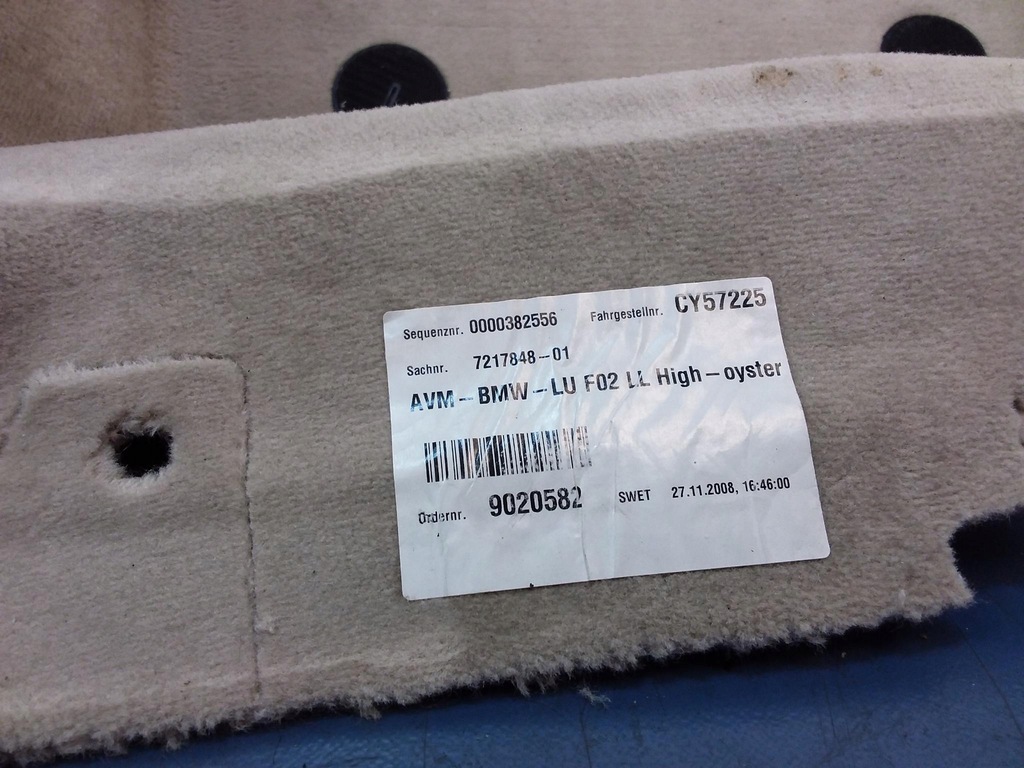 Sequenznr. 0000382556 Fahrgestellnr. CY57225
Sachnr. 7217848-01
AVM-BMW-LU F02 LL High-oyster
Ordernr. 9020582 SWET 27.11.2008, 16:46:00